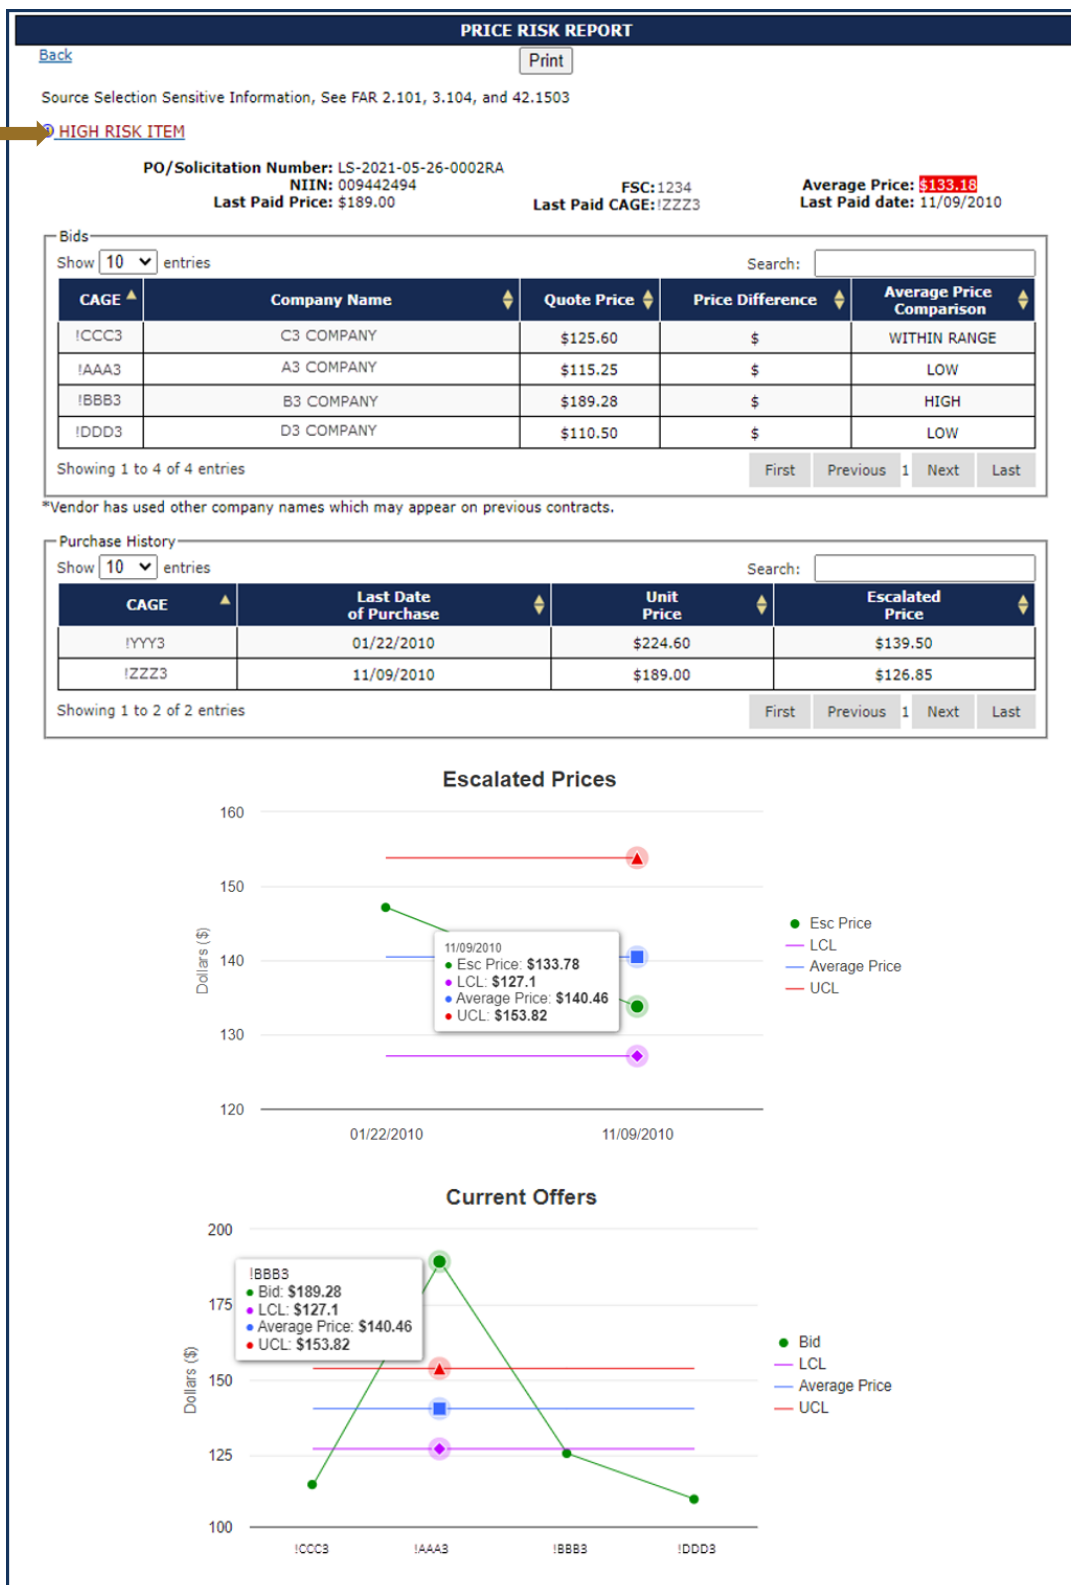 PRICE RISK REPORT
Back
Print
Source Selection Sensitive Information, See FAR 2.101, 3.104, and 42.1503
HIGH RISK ITEM
PO/Solicitation Number: LS-2021-05-26-0002RA
NIIN: 009442494 FSC: 1234 Average Price: $133.18
Last Paid Price: $189.00 Last Paid CAGE: !ZZZ3 Last Paid date: 11/09/2010
Bids
Show 10 entries Search:
CAGE Company Name Quote Price Price Difference Average Price Comparison
!CCC3 C3 COMPANY $125.60 $ WITHIN RANGE
!AAA3 A3 COMPANY $115.25 $ LOW
!BBB3 B3 COMPANY $189.28 $ HIGH
!DDD3 D3 COMPANY $110.50 $ LOW
Showing 1 to 4 of 4 entries First Previous 1 Next Last
*Vendor has used other company names which may appear on previous contracts.
Purchase History
Show 10 entries Search:
CAGE Last Date of Purchase Unit Price Escalated Price
!YYY3 01/22/2010 $224.60 $139.50
!ZZZ3 11/09/2010 $189.00 $126.85
Showing 1 to 2 of 2 entries First Previous 1 Next Last
Escalated Prices
160
150
140
130
120
Dollars ($)
11/09/2010
Esc Price: $133.78
LCL: $127.1
Average Price: $140.46
UCL: $153.82
Esc Price
LCL
Average Price
UCL
01/22/2010 11/09/2010
Current Offers
200
175
150
125
100
Dollars ($)
!BBB3
Bid: $189.28
LCL: $127.1
Average Price: $140.46
UCL: $153.82
Bid
LCL
Average Price
UCL
!CCC3 !AAA3 !BBB3 !DDD3